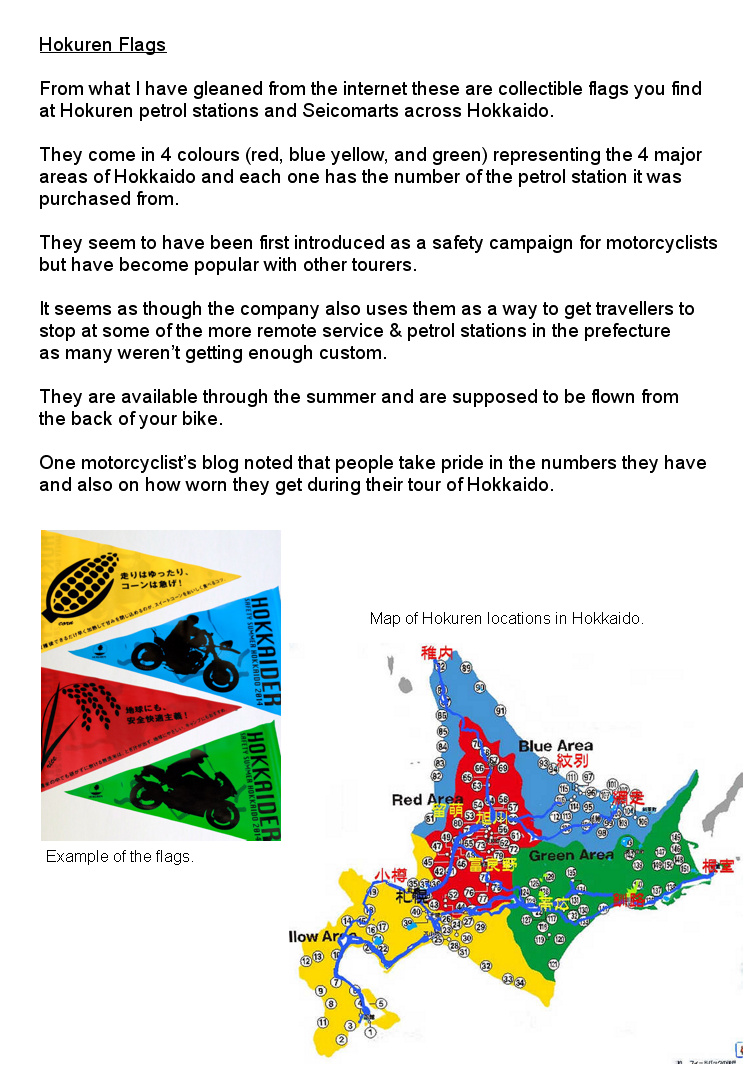 Hokuren Flags
From what I have gleaned from the internet these are collectible flags you find
at Hokuren petrol stations and Seicomarts across Hokkaido.
They come in 4 colours (red, blue yellow, and green) representing the 4 major
areas of Hokkaido and each one has the number of the petrol station it was
purchased from.
They seem to have been first introduced as a safety campaign for motorcyclists
but have become popular with other tourers.
It seems as though the company also uses them as a way to get travellers to
stop at some of the more remote service & petrol stations in the prefecture
as many weren't getting enough custom.
They are available through the summer and are supposed to be flown from
the back of your bike.
One motorcyclist's blog noted that people take pride in the numbers they have
and also on how worn they get during their tour of Hokkaido.
走りはゆったり、
コーンは急げ!
HOKKAIDER
SAFETY SUMMER HOKKAIDO 2014
地球にも、
安全快適主義!
HOKKAIDER
SAFETY SUMMER HOKKAIDO 2014
Example of the flags.
Map of Hokuren locations in Hokkaido.
稚内
Blue Area
紋別
網走
Red Area
留萌
旭川
Green Area
富良野
小樽
札幌
帯広
釧路
根室
llow Area